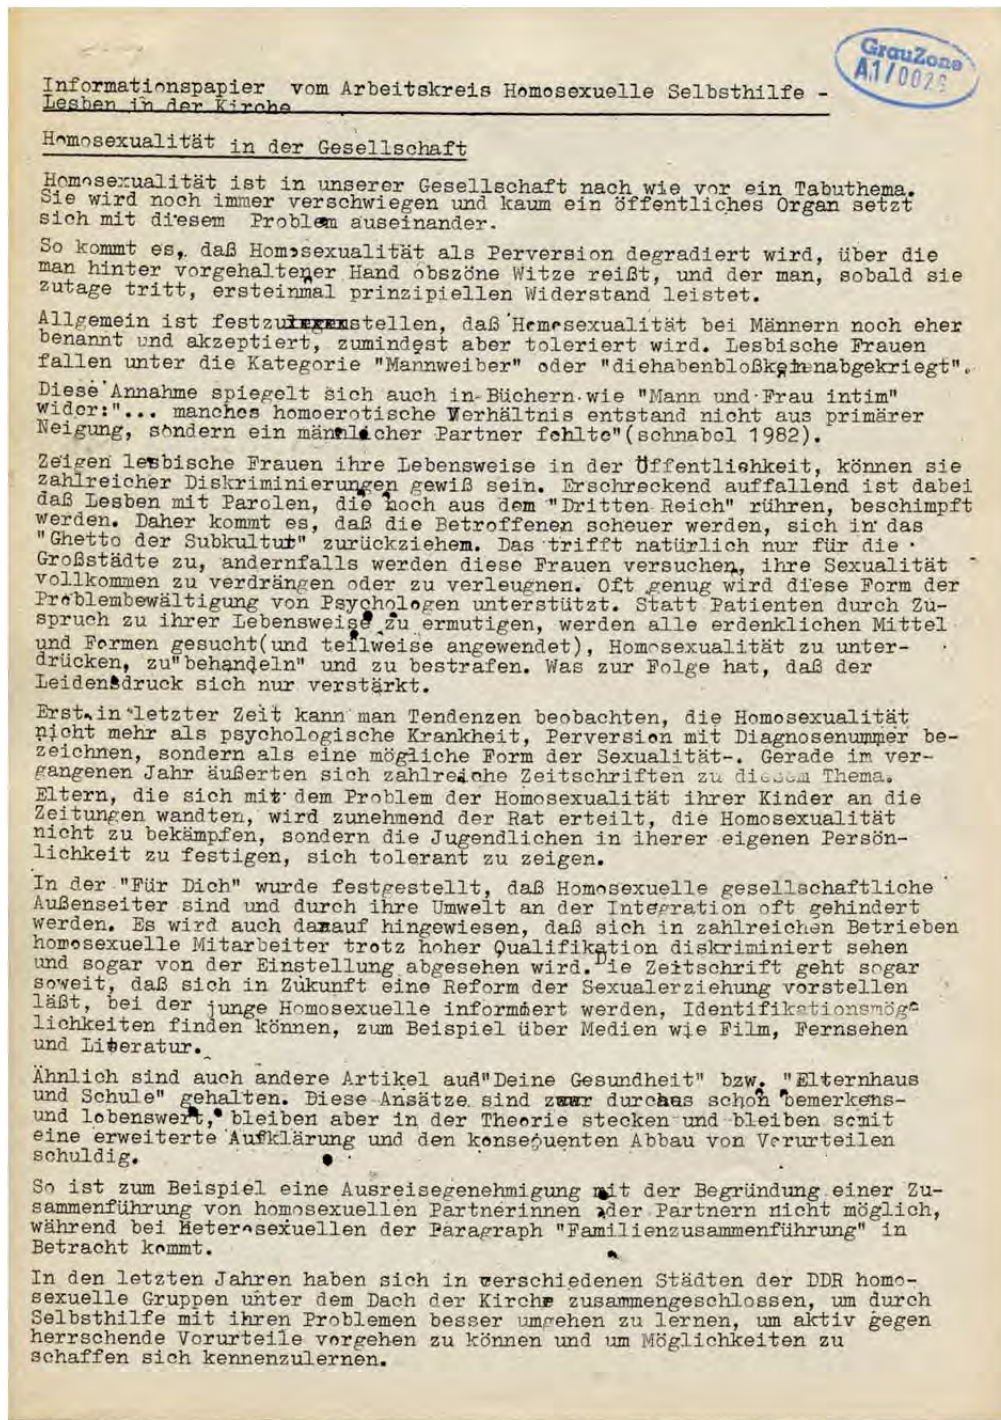 GrauZone
A1/0025
Informationspapier vom Arbeitskreis Homosexuelle Selbsthilfe -
Lesben in der Kirche
Homosexualität in der Gesellschaft
Homosexualität ist in unserer Gesellschaft nach wie vor ein Tabuthema.
Sie wird noch immer verschwiegen und kaum ein öffentliches Organ setzt
sich mit diesem Problem auseinander.
So kommt es, daß Homosexualität als Perversion degradiert wird, über die
man hinter vorgehaltener Hand obszöne Witze reißt, und der man, sobald sie
zutage tritt, ersteinmal prinzipiellen Widerstand leistet.
Allgemein ist festzustellen, daß Homosexualität bei Männern noch eher
benannt und akzeptiert, zumindest aber toleriert wird. Lesbische Frauen
fallen unter die Kategorie "Mannweiber" oder "diehabenbloßkeinenabgekriegt".
Diese Annahme spiegelt sich auch in Büchern wie "Mann und Frau intim"
wider:"... manches homoerotische Verhältnis entstand nicht aus primärer
Neigung, sondern ein männlicher Partner fehlte"(schnabel 1982).
Zeigen lesbische Frauen ihre Lebensweise in der Öffentlichkeit, können sie
zahlreicher Diskriminierungen gewiß sein. Erschreckend auffallend ist dabei
daß Lesben mit Parolen, die noch aus dem "Dritten Reich" rühren, beschimpft
werden. Daher kommt es, daß die Betroffenen scheuer werden, sich in das
"Ghetto der Subkultut" zurückziehem. Das trifft natürlich nur für die
Großstädte zu, andernfalls werden diese Frauen versuchen, ihre Sexualität
vollkommen zu verdrängen oder zu verleugnen. Oft genug wird diese Form der
Problembewältigung von Psychologen unterstützt. Statt Patienten durch Zu-
spruch zu ihrer Lebensweise zu ermutigen, werden alle erdenklichen Mittel
und Formen gesucht(und teilweise angewendet), Homosexualität zu unter-
drücken, zu"behandeln" und zu bestrafen. Was zur Folge hat, daß der
Leidensdruck sich nur verstärkt.
Erst in letzter Zeit kann man Tendenzen beobachten, die Homosexualität
nicht mehr als psychologische Krankheit, Perversion mit Diagnosenummer be-
zeichnen, sondern als eine mögliche Form der Sexualität-. Gerade im ver-
gangenen Jahr äußerten sich zahlreiche Zeitschriften zu diesem Thema.
Eltern, die sich mit dem Problem der Homosexualität ihrer Kinder an die
Zeitungen wandten, wird zunehmend der Rat erteilt, die Homosexualität
nicht zu bekämpfen, sondern die Jugendlichen in iherer eigenen Persön-
lichkeit zu festigen, sich tolerant zu zeigen.
In der "Für Dich" wurde festgestellt, daß Homosexuelle gesellschaftliche
Außenseiter sind und durch ihre Umwelt an der Integration oft gehindert
werden. Es wird auch darauf hingewiesen, daß sich in zahlreichen Betrieben
homosexuelle Mitarbeiter trotz hoher Qualifikation diskriminiert sehen
und sogar von der Einstellung abgesehen wird. Die Zeitschrift geht sogar
soweit, daß sich in Zukunft eine Reform der Sexualerziehung vorstellen
läßt, bei der junge Homosexuelle informiert werden, Identifikationsmög-
lichkeiten finden können, zum Beispiel über Medien wie Film, Fernsehen
und Literatur.
Ähnlich sind auch andere Artikel aud"Deine Gesundheit" bzw. "Elternhaus
und Schule" gehalten. Diese Ansätze sind zwar durchas schon bemerkens-
und lobenswert, bleiben aber in der Theorie stecken und bleiben somit
eine erweiterte Aufklärung und den konsequenten Abbau von Vorurteilen
schuldig.
So ist zum Beispiel eine Ausreisegenehmigung mit der Begründung einer Zu-
sammenführung von homosexuellen Partnerinnen oder Partnern nicht möglich,
während bei Heterosexuellen der Paragraph "Familienzusammenführung" in
Betracht kommt.
In den letzten Jahren haben sich in verschiedenen Städten der DDR homo-
sexuelle Gruppen unter dem Dach der Kirche zusammengeschlossen, um durch
Selbsthilfe mit ihren Problemen besser umgehen zu lernen, um aktiv gegen
herrschende Vorurteile vorgehen zu können und um Möglichkeiten zu
schaffen sich kennenzulernen.